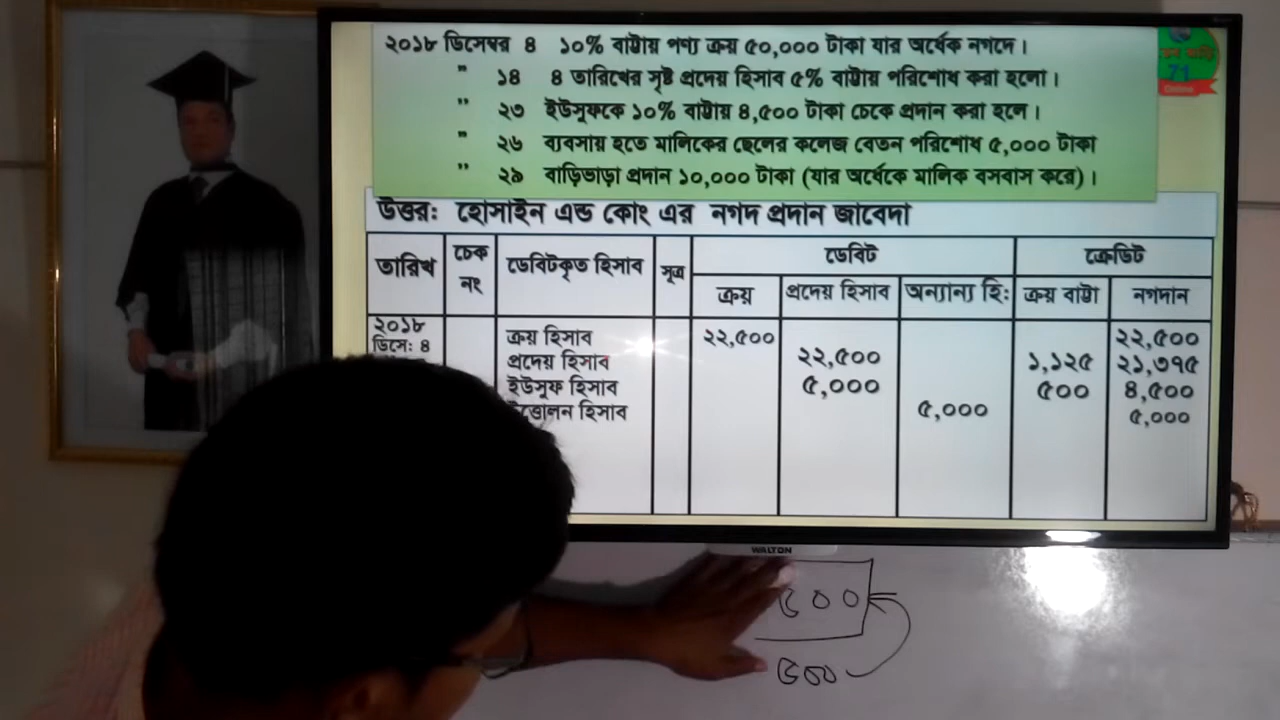 ২০১৮ ডিসেম্বর ৪ ১০% বাট্টায় পণ্য ক্রয় ৫০,০০০ টাকা যার অর্ধেক নগদে।
" ১৪ ৪ তারিখের সৃষ্ট প্রদেয় হিসাব ৫% বাট্টায় পরিশোধ করা হলো।
" ২৩ ইউসুফকে ১০% বাট্টায় ৪,৫০০ টাকা চেকে প্রদান করা হলে।
" ২৬ ব্যবসায় হতে মালিকের ছেলের কলেজ বেতন পরিশোধ ৫,০০০ টাকা
" ২৯ বাড়িভাড়া প্রদান ১০,০০০ টাকা (যার অর্ধেকে মালিক বসবাস করে)।
71
উত্তর: হোসাইন এন্ড কোং এর নগদ প্রদান জাবেদা
তারিখ চেক নং ডেবিটকৃত হিসাব সূত্র ডেবিট ক্রেডিট
ক্রয় প্রদেয় হিসাব অন্যান্য হি: ক্রয় বাট্টা নগদান
২০১৮
ডিসে: ৪ ক্রয় হিসাব ২২,৫০০ ২২,৫০০
প্রদেয় হিসাব ২২,৫০০ ১,১২৫ ২১,৩৭৫
ইউসুফ হিসাব ৫,০০০ ৫০০ ৪,৫০০
উত্তোলন হিসাব ৫,০০০ ৫,০০০
WALTON
৫০০
৫০০